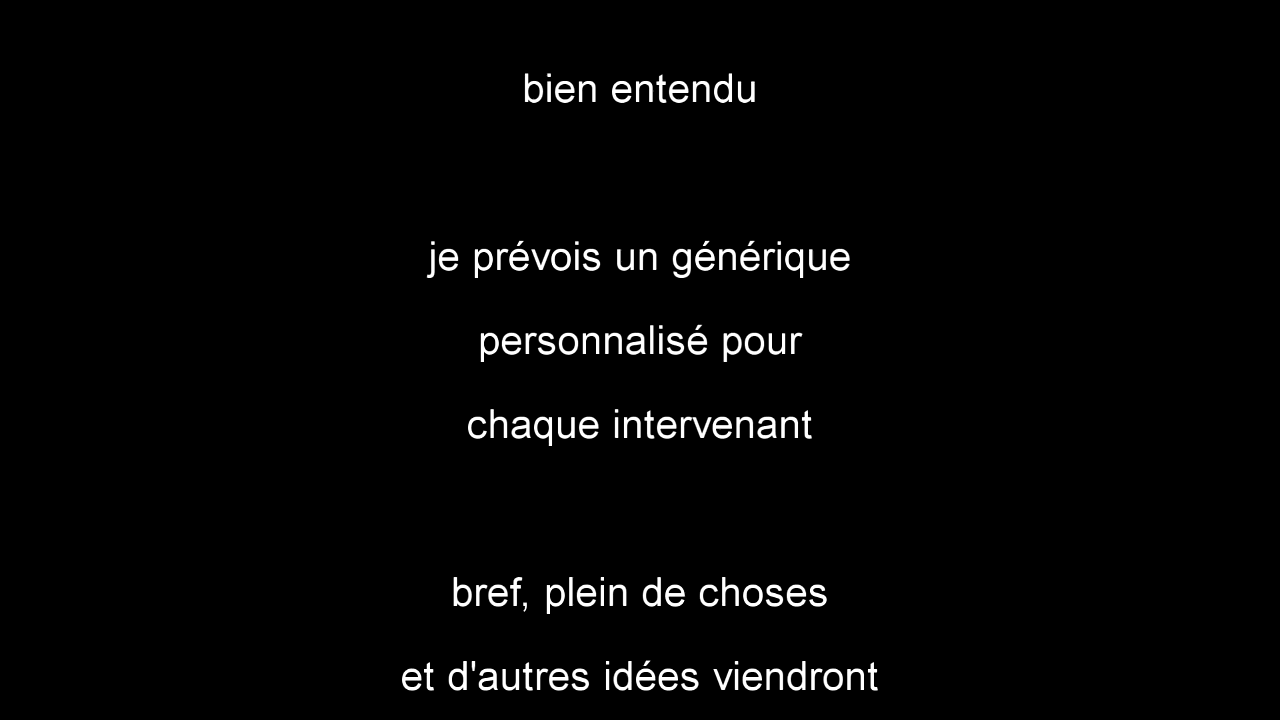 bien entendu
je prévois un générique
personnalisé pour
chaque intervenant
bref, plein de choses
et d'autres idées viendront